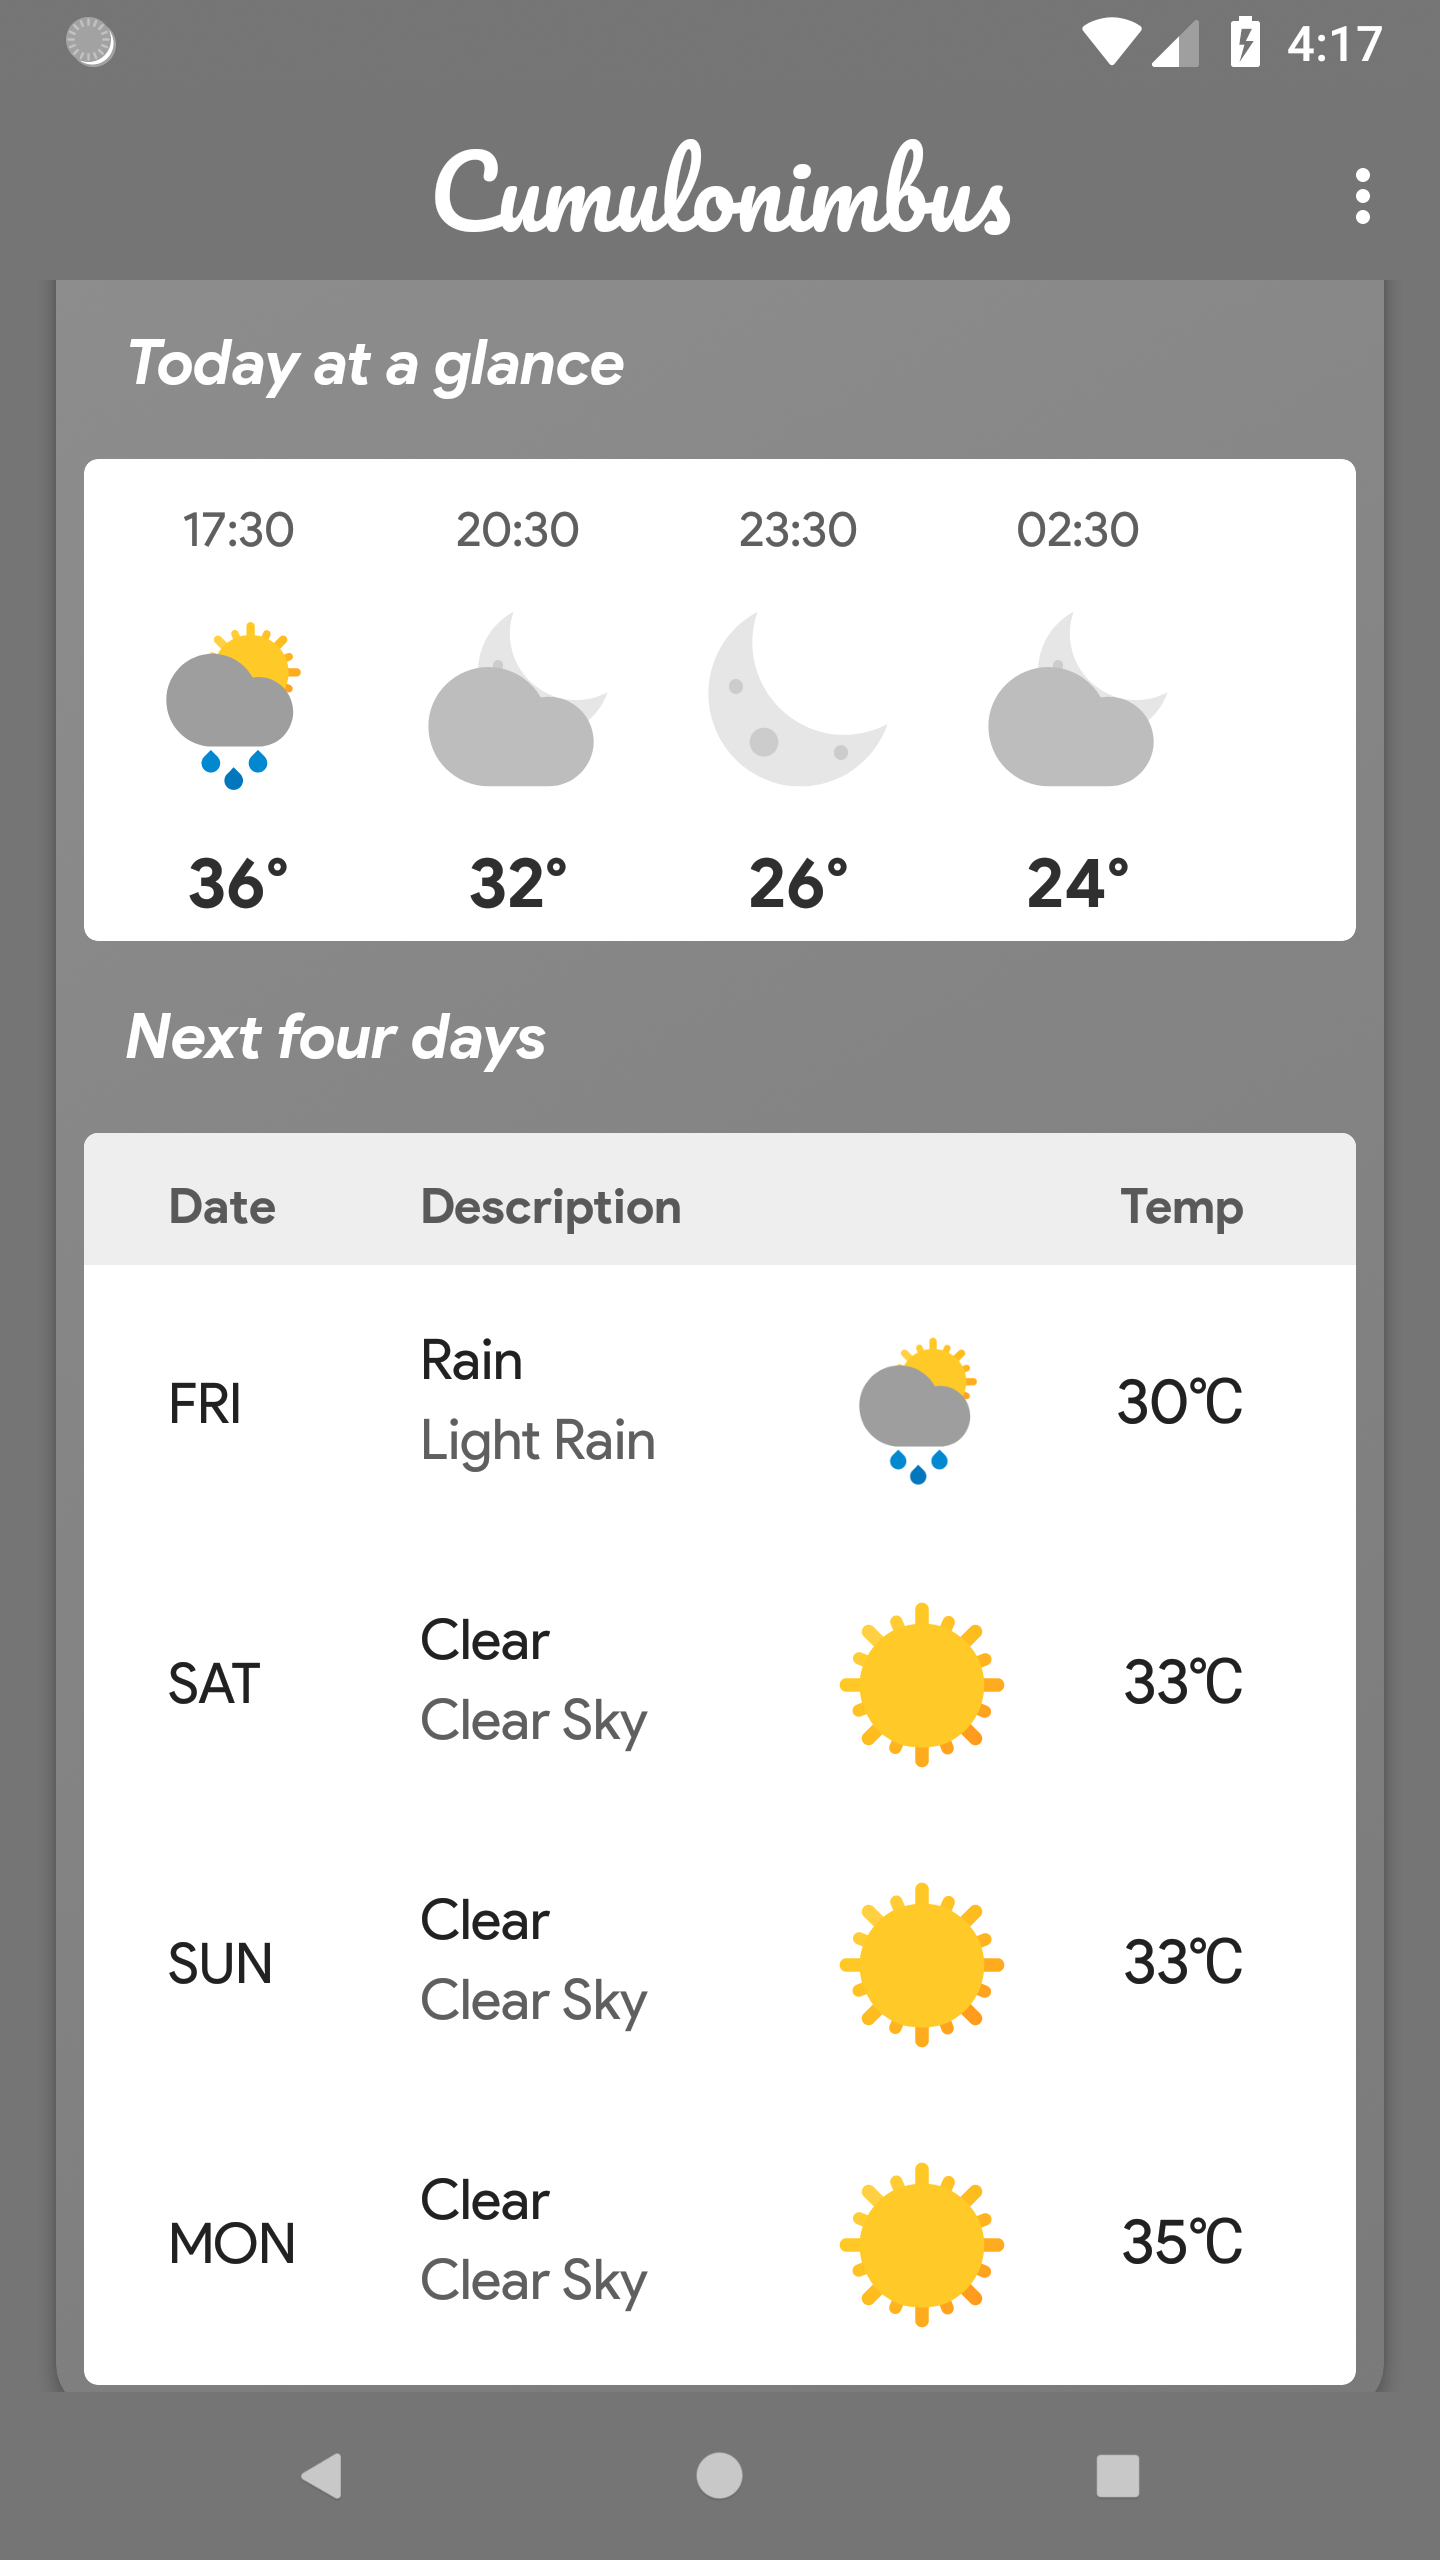 4:17
Cumulonimbus
Today at a glance
17:30 20:30 23:30 02:30
36° 32° 26° 24°
Next four days
Date Description Temp
Rain
FRI 30°C
Light Rain
Clear
SAT 33°C
Clear Sky
Clear
SUN 33°C
Clear Sky
Clear
MON 35°C
Clear Sky